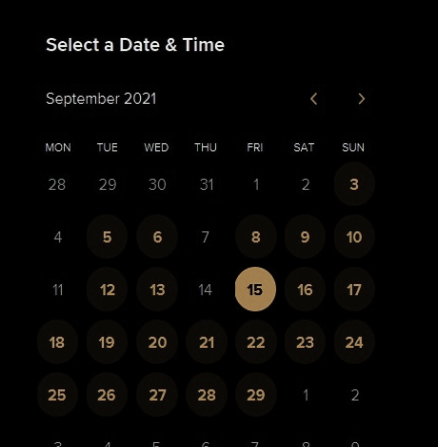 Select a Date & Time
September 2021
MON TUE WED THU FRI SAT SUN
28 29 30 31 1 2 3
4 5 6 7 8 9 10
11 12 13 14 15 16 17
18 19 20 21 22 23 24
25 26 27 28 29 1 2